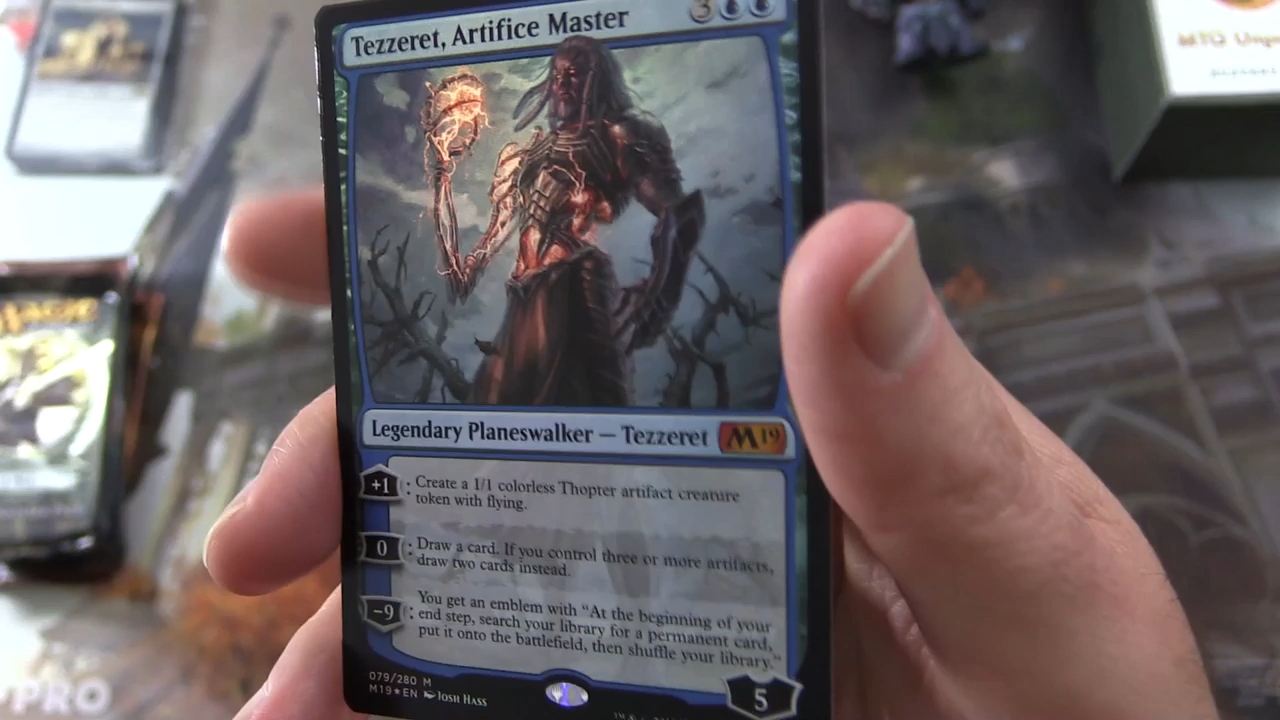 Tezzeret, Artifice Master
3
Legendary Planeswalker — Tezzeret M19
+1 : Create a 1/1 colorless Thopter artifact creature
token with flying.
0 : Draw a card. If you control three or more artifacts,
draw two cards instead.
−9 : You get an emblem with “At the beginning of your
end step, search your library for a permanent card,
put it onto the battlefield, then shuffle your library.”
079/280 M
M19★EN Josh Hass
5
MTG
PRO